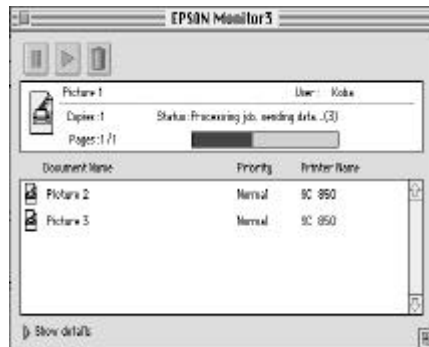 EPSON Monitor3
Picture 1 User: Kobe
Copies:1 Status: Processing job, sending data...(3)
Pages:1/1
Document Name Priority Printer Name
Picture 2 Normal SC 850
Picture 3 Normal SC 850
Show details